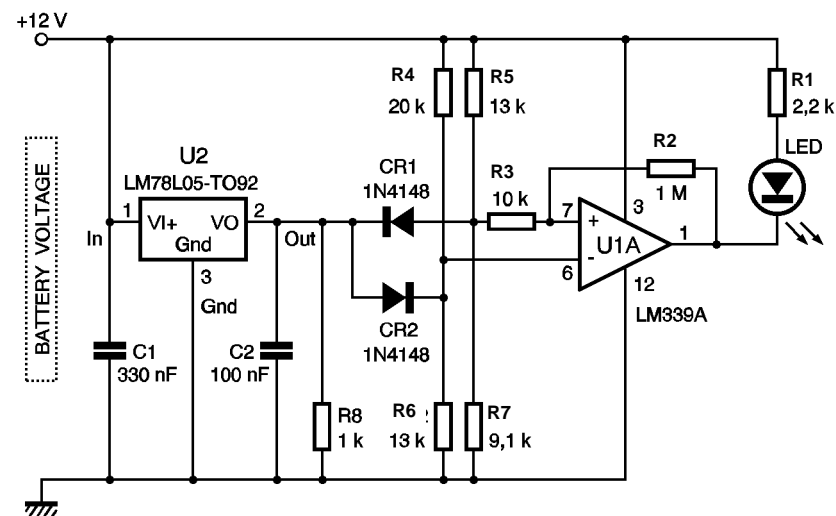 +12 V
BATTERY VOLTAGE
U2
LM78L05-TO92
1
VI+
VO
2
Gnd
In
Out
3
Gnd
C1
330 nF
C2
100 nF
R8
1 k
CR1
1N4148
CR2
1N4148
R4
20 k
R5
13 k
R6
13 k
R7
9,1 k
R3
10 k
R2
1 M
7
+
6
-
U1A
3
1
12
LM339A
R1
2,2k
LED